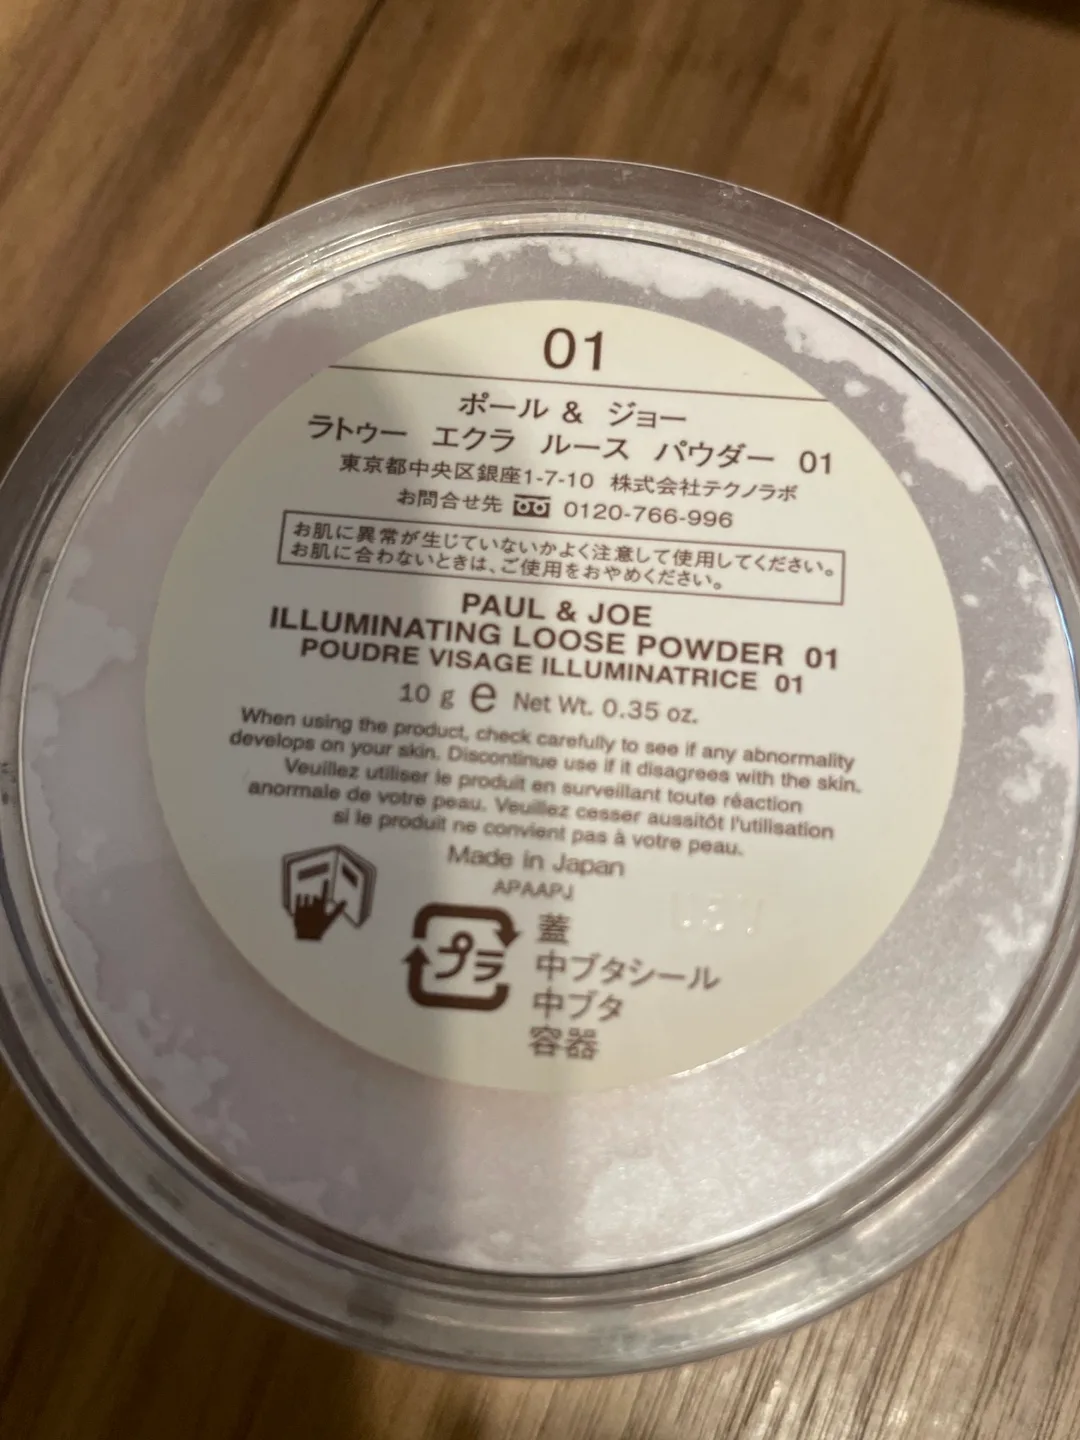 01
ポール & ジョー
ラトゥー エクラ ルース パウダー 01
東京都中央区銀座1-7-10 株式会社テクノラボ
お問合せ先 0120-766-996
お肌に異常が生じていないかよく注意して使用してください。
お肌に合わないときは、ご使用をおやめください。
PAUL & JOE
ILLUMINATING LOOSE POWDER 01
POUDRE VISAGE ILLUMINATRICE 01
10 g e Net Wt. 0.35 oz.
When using the product, check carefully to see if any abnormality
develops on your skin. Discontinue use if it disagrees with the skin.
Veuillez utiliser le produit en surveillant toute réaction
anormale de votre peau. Veuillez cesser aussitôt l'utilisation
si le produit ne convient pas à votre peau.
Made in Japan
APAAPJ
プラ
蓋
中ブタシール
中ブタ
容器